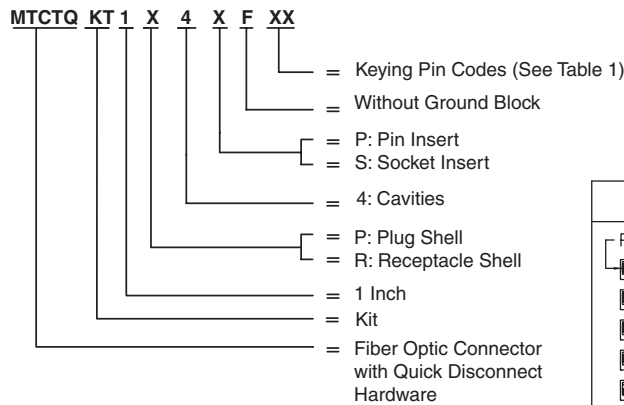 MTCTQ KT 1 X 4 X F XX
= Keying Pin Codes (See Table 1)
= Without Ground Block
= P: Pin Insert
= S: Socket Insert
= 4: Cavities
= P: Plug Shell
= R: Receptacle Shell
= 1 Inch
= Kit
= Fiber Optic Connector
with Quick Disconnect
Hardware